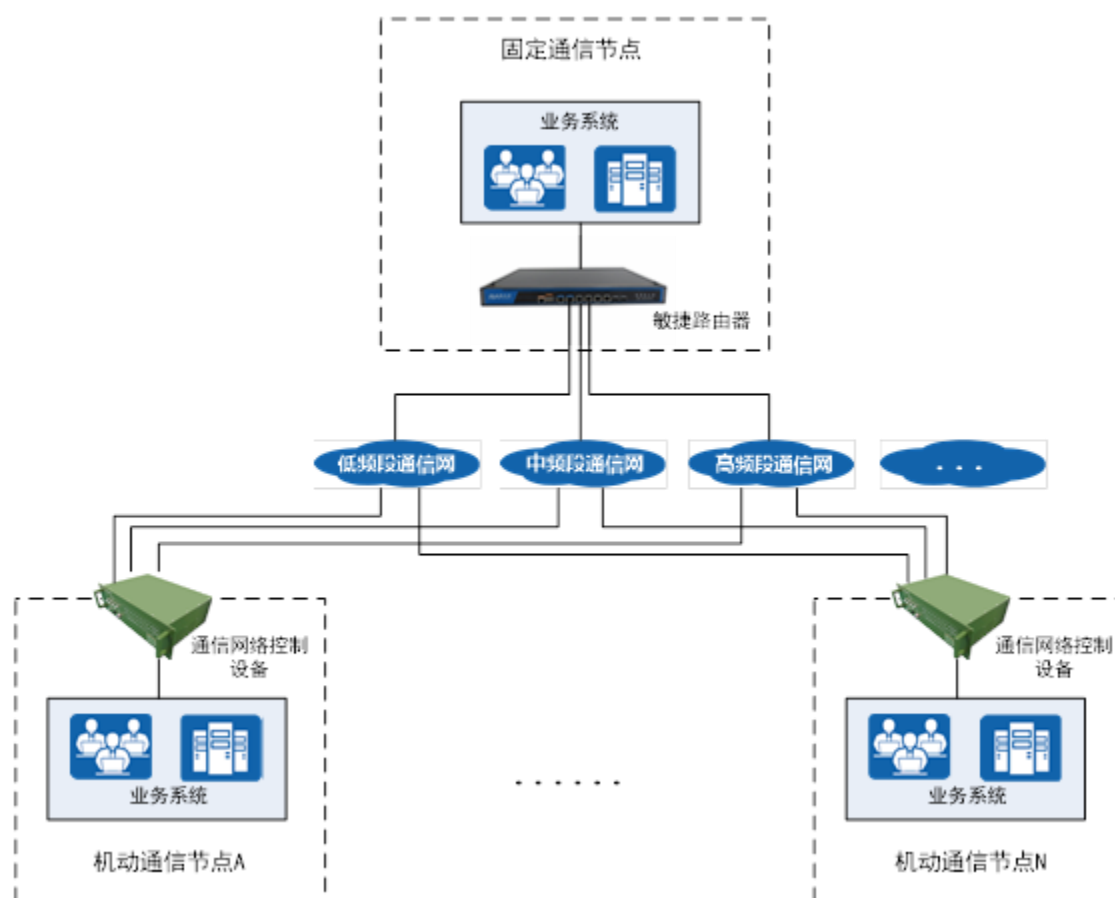 固定通信节点
业务系统
敏捷路由器
低频段通信网
中频段通信网
高频段通信网
...
通信网络控制
设备
通信网络控制
设备
业务系统
......
业务系统
机动通信节点A
机动通信节点N